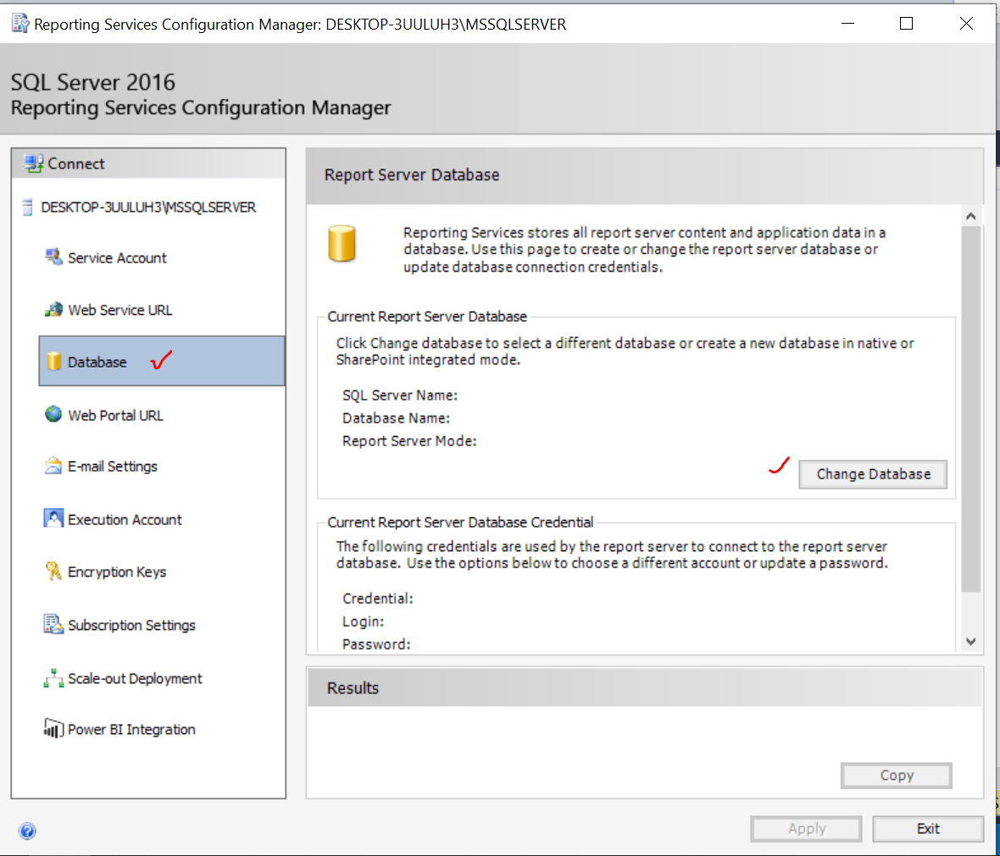 Reporting Services Configuration Manager: DESKTOP-3UULUH3\MSSQLSERVER
SQL Server 2016
Reporting Services Configuration Manager
Connect
DESKTOP-3UULUH3\MSSQLSERVER
Service Account
Web Service URL
Database
Web Portal URL
E-mail Settings
Execution Account
Encryption Keys
Subscription Settings
Scale-out Deployment
Power BI Integration
Report Server Database
Reporting Services stores all report server content and application data in a
database. Use this page to create or change the report server database or
update database connection credentials.
Current Report Server Database
Click Change database to select a different database or create a new database in native or
SharePoint integrated mode.
SQL Server Name:
Database Name:
Report Server Mode:
Change Database
Current Report Server Database Credential
The following credentials are used by the report server to connect to the report server
database. Use the options below to choose a different account or update a password.
Credential:
Login:
Password:
Results
Copy
Apply
Exit